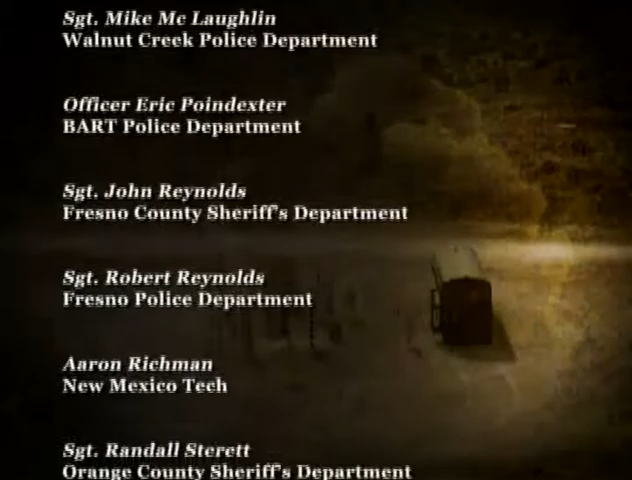 Sgt. Mike Mc Laughlin
Walnut Creek Police Department
Officer Eric Poindexter
BART Police Department
Sgt. John Reynolds
Fresno County Sheriff's Department
Sgt. Robert Reynolds
Fresno Police Department
Aaron Richman
New Mexico Tech
Sgt. Randall Sterett
Orange County Sheriff's Department